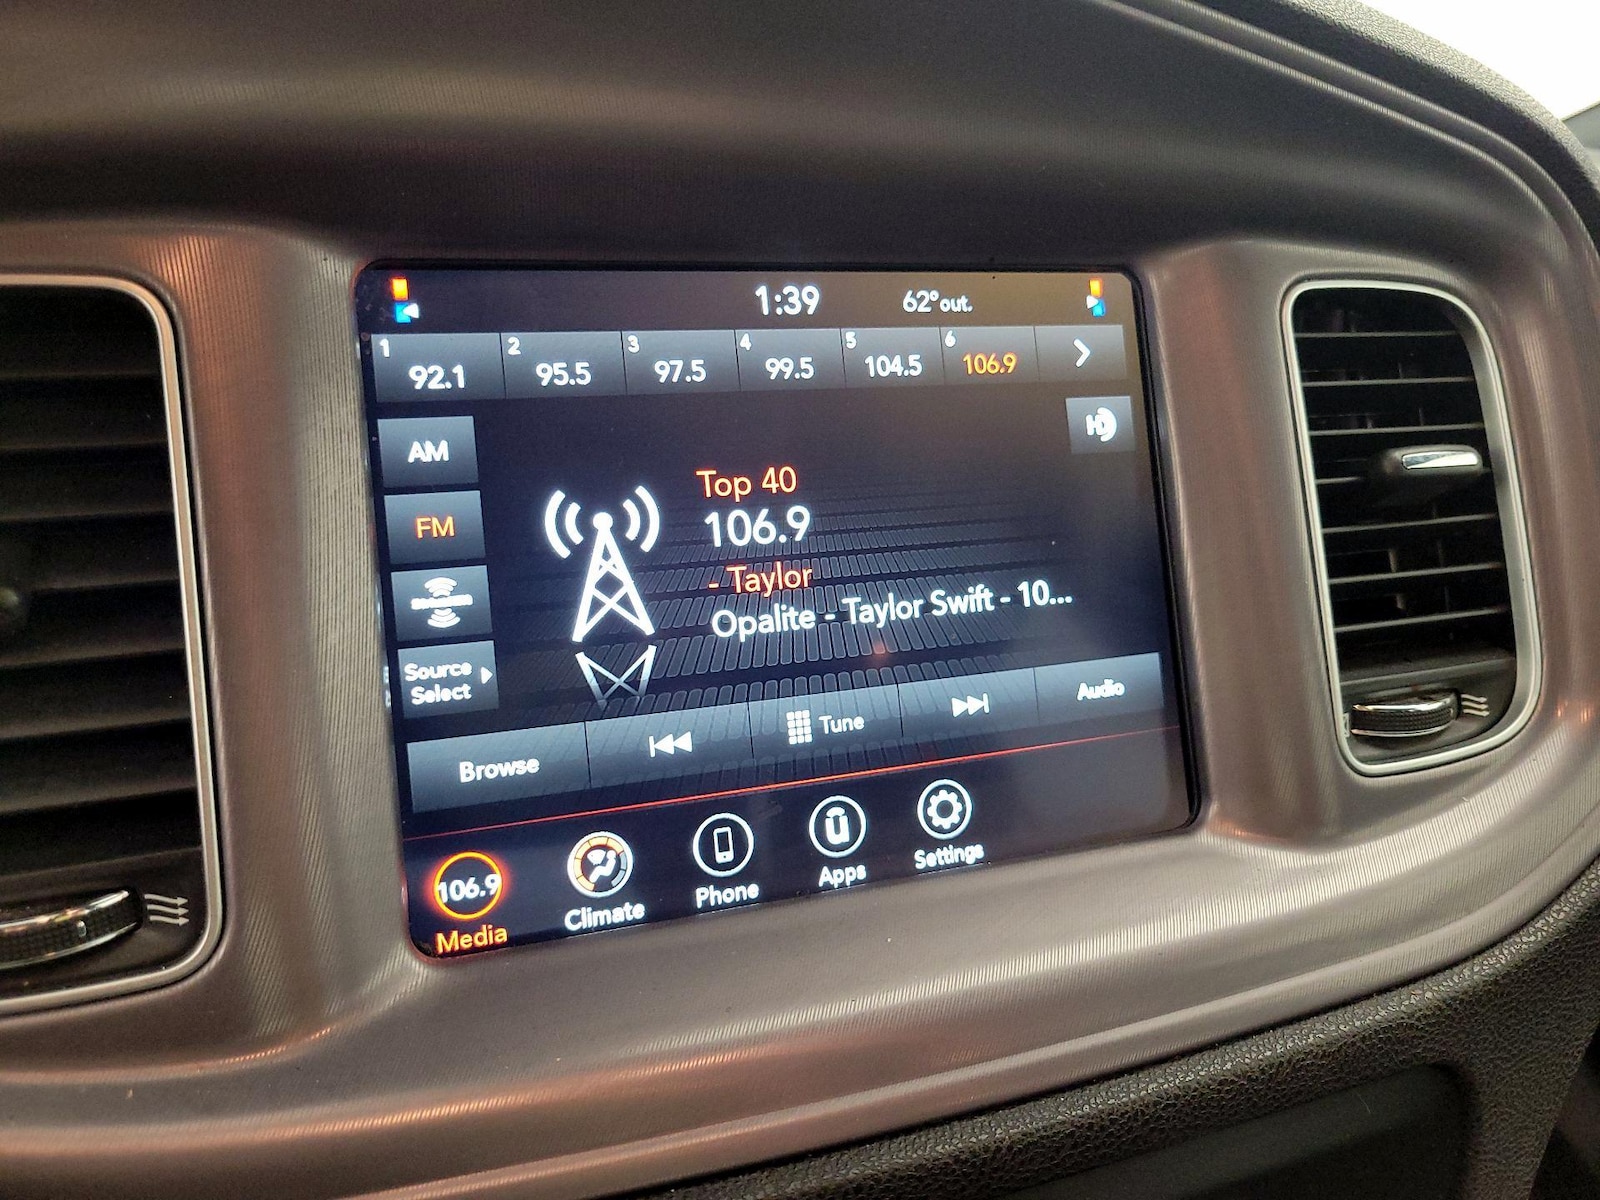 1:39 62° out.
1 92.1 2 95.5 3 97.5 4 99.5 5 104.5 6 106.9
HD
AM
FM
Source
Select
Top 40
106.9
- Taylor
Opalite - Taylor Swift - 10...
Browse Tune Audio
106.9
Media Climate Phone Apps Settings